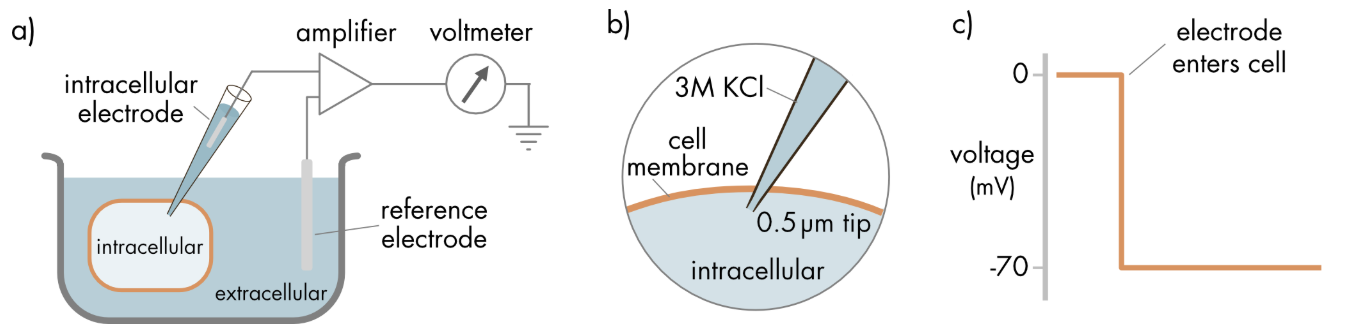 a)
amplifier
voltmeter
intracellular
electrode
intracellular
reference
electrode
extracellular
b)
3M KCl
cell
membrane
0.5 µm tip
intracellular
c)
electrode
enters cell
0
voltage
(mV)
-70